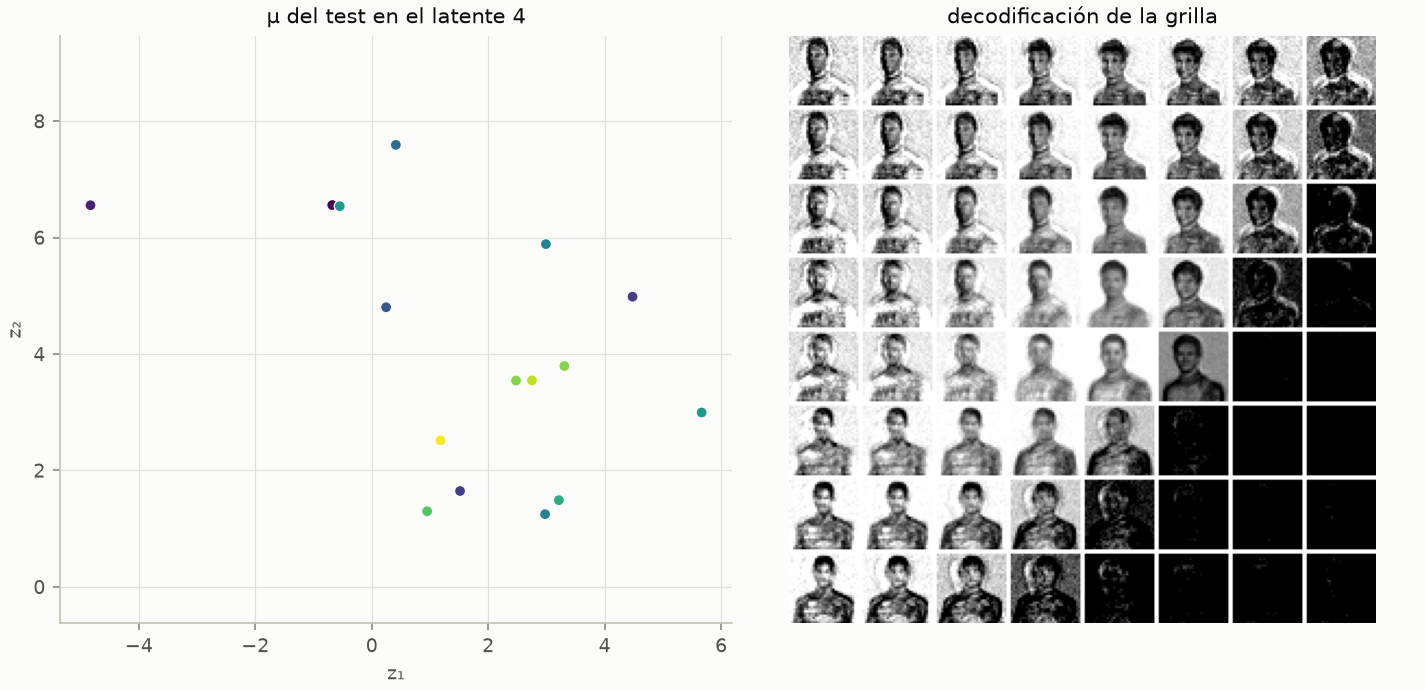 μ del test en el latente 4
8
6
4
2
0
z₂
−4
−2
0
2
4
6
z₁
decodificación de la grilla